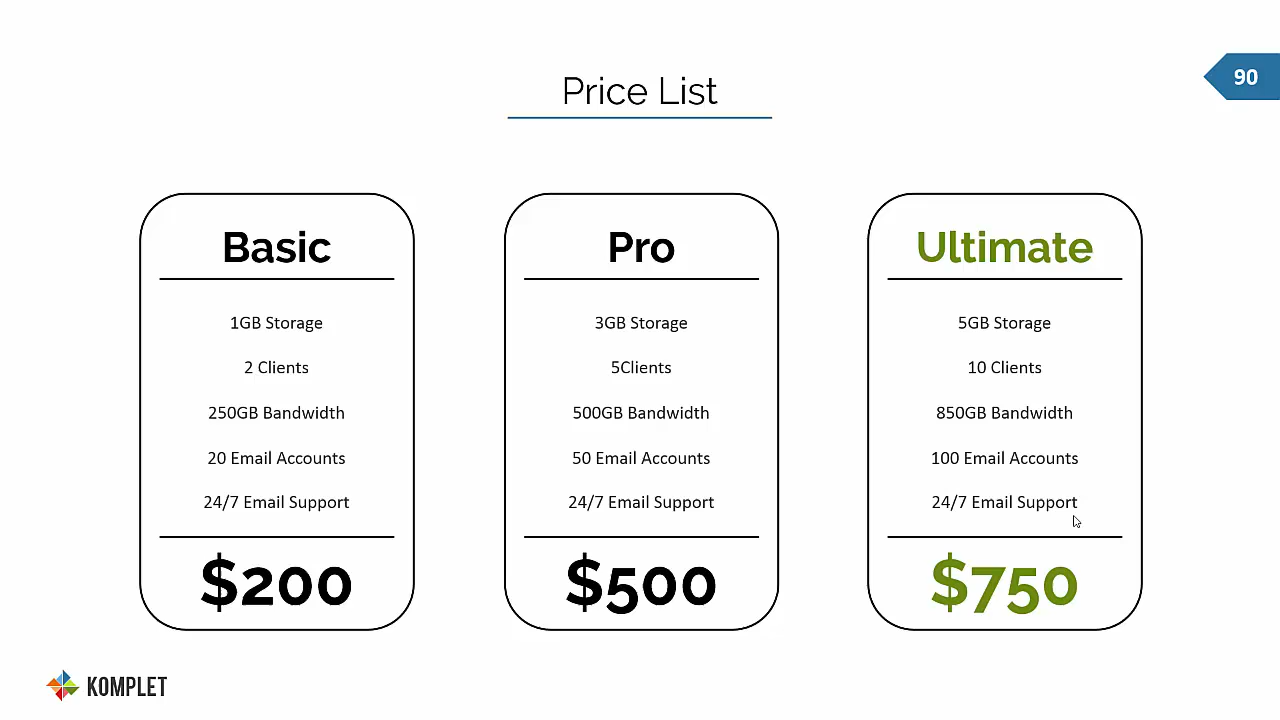 Price List
90
Basic
1GB Storage
2 Clients
250GB Bandwidth
20 Email Accounts
24/7 Email Support
$200
Pro
3GB Storage
5Clients
500GB Bandwidth
50 Email Accounts
24/7 Email Support
$500
Ultimate
5GB Storage
10 Clients
850GB Bandwidth
100 Email Accounts
24/7 Email Support
$750
KOMPLET